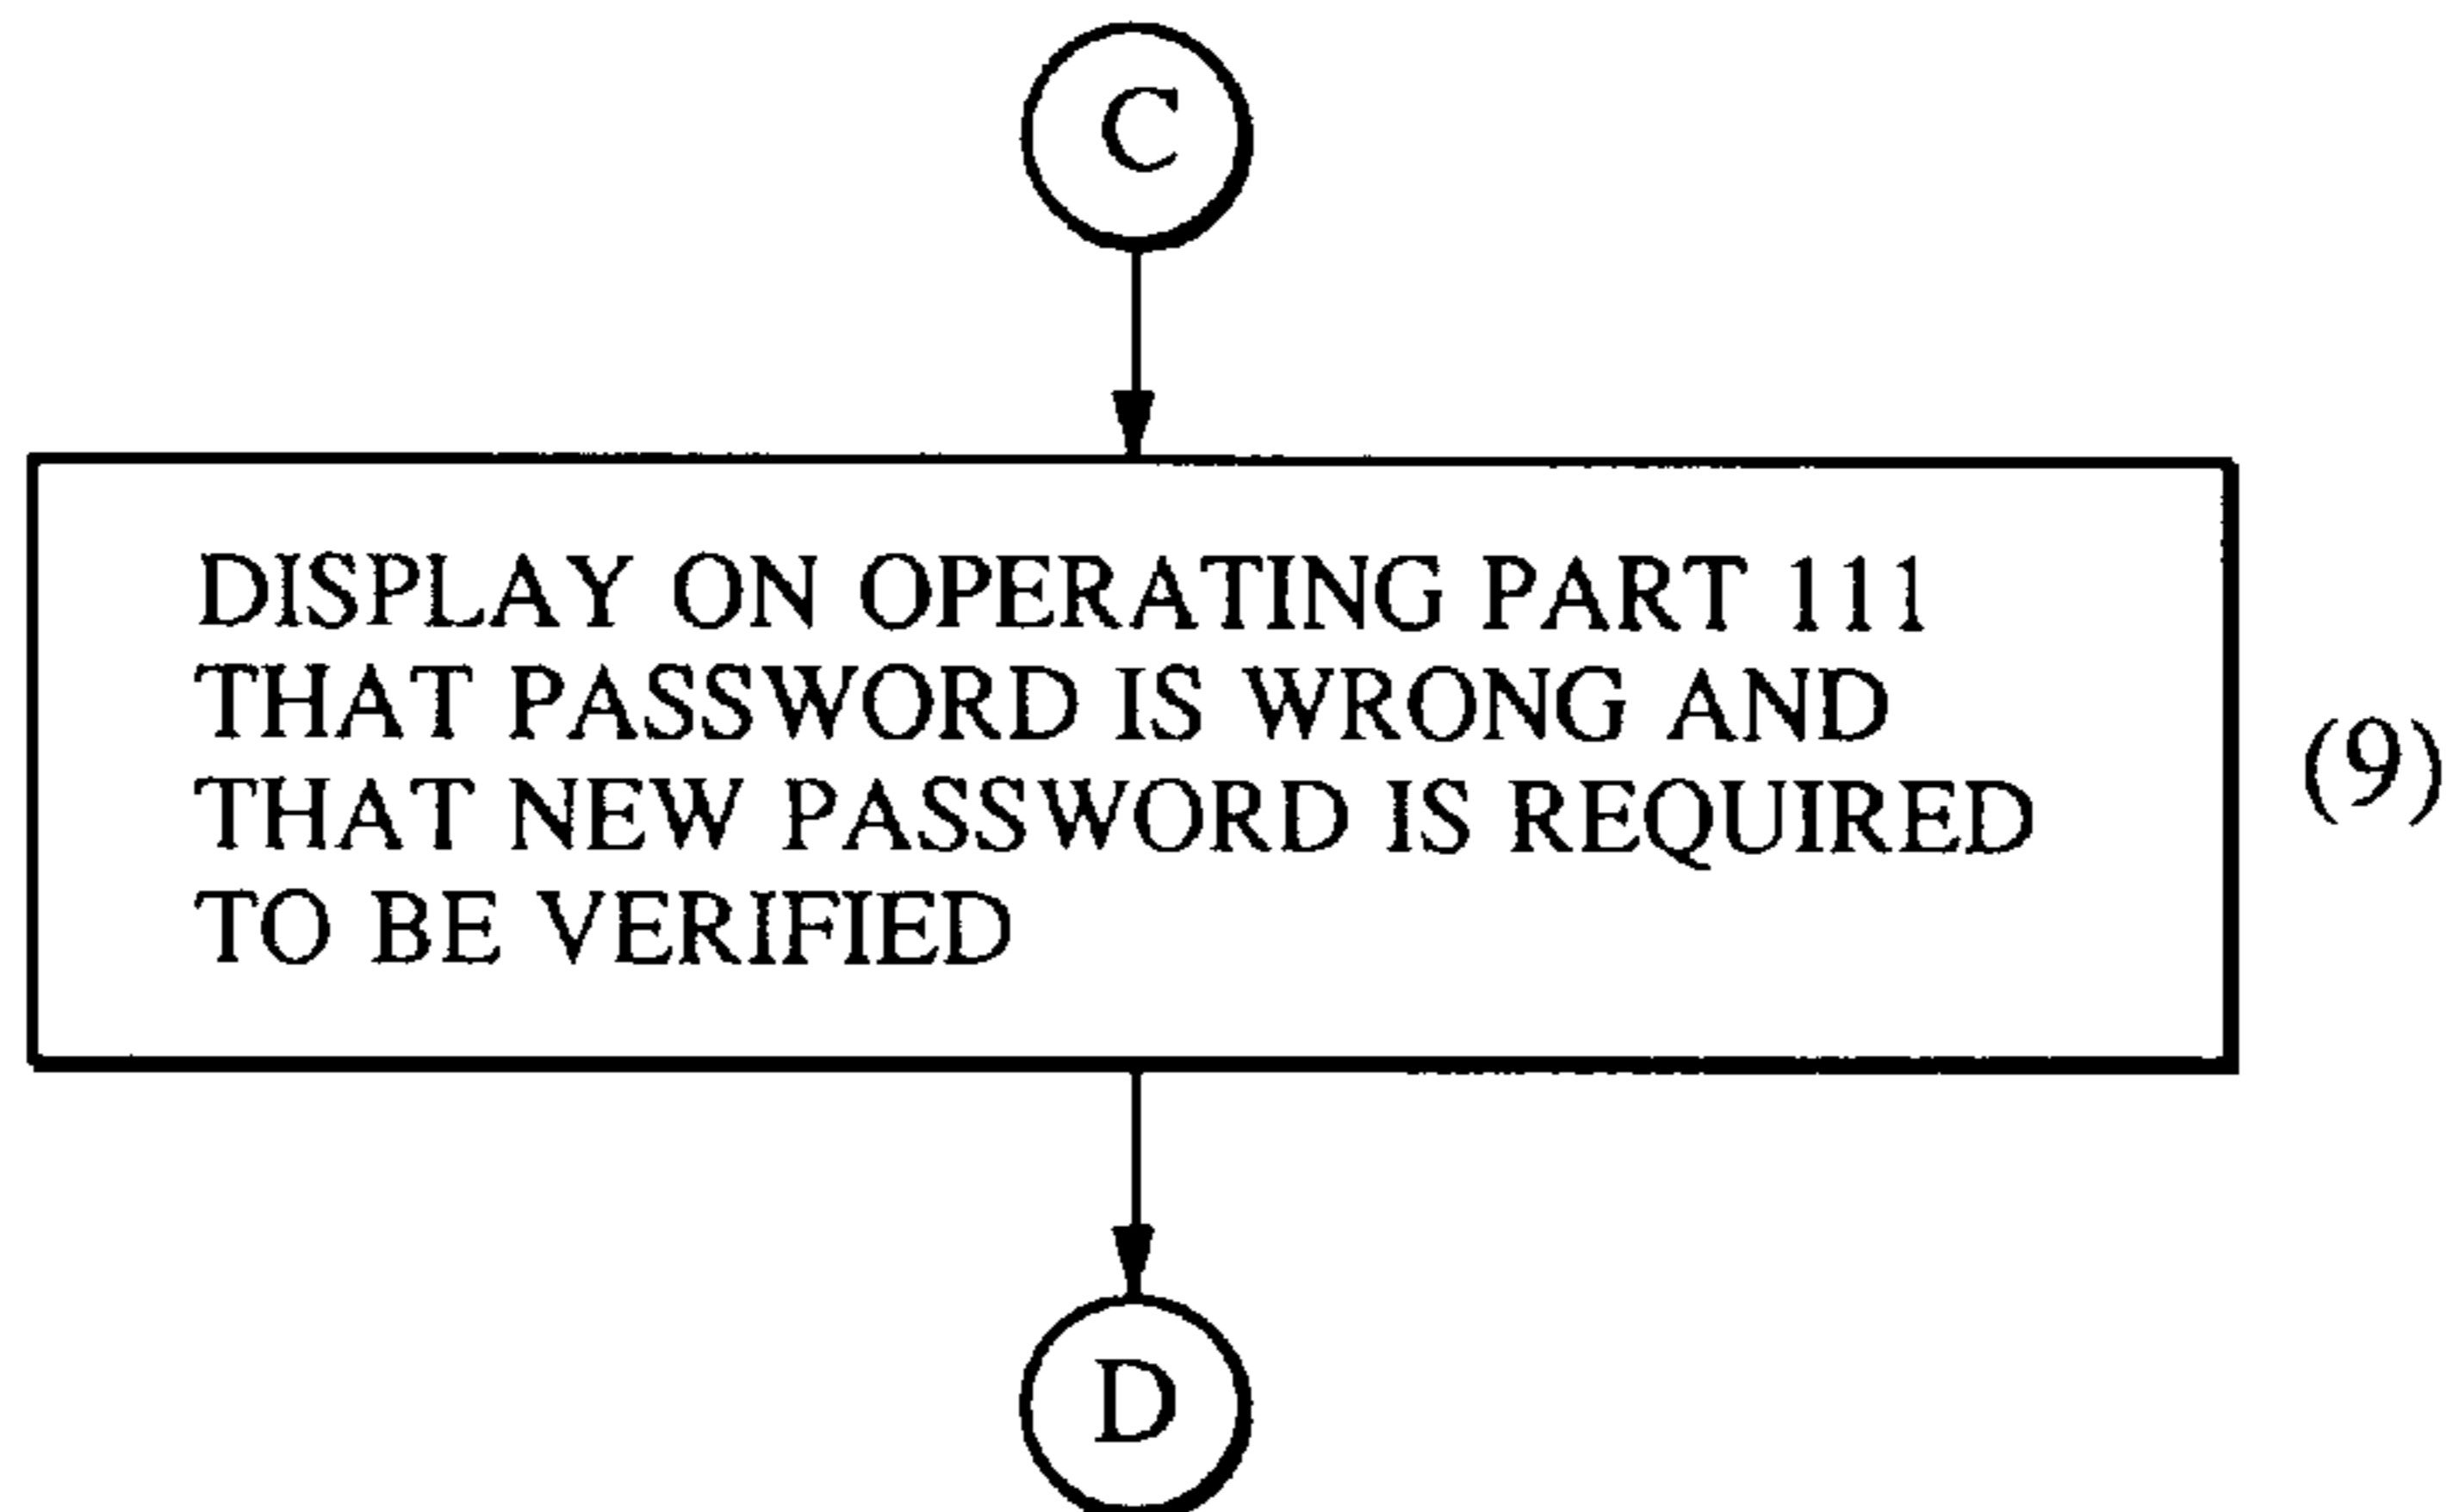 C
DISPLAY ON OPERATING PART 111
THAT PASSWORD IS WRONG AND
THAT NEW PASSWORD IS REQUIRED
TO BE VERIFIED
(9)
D